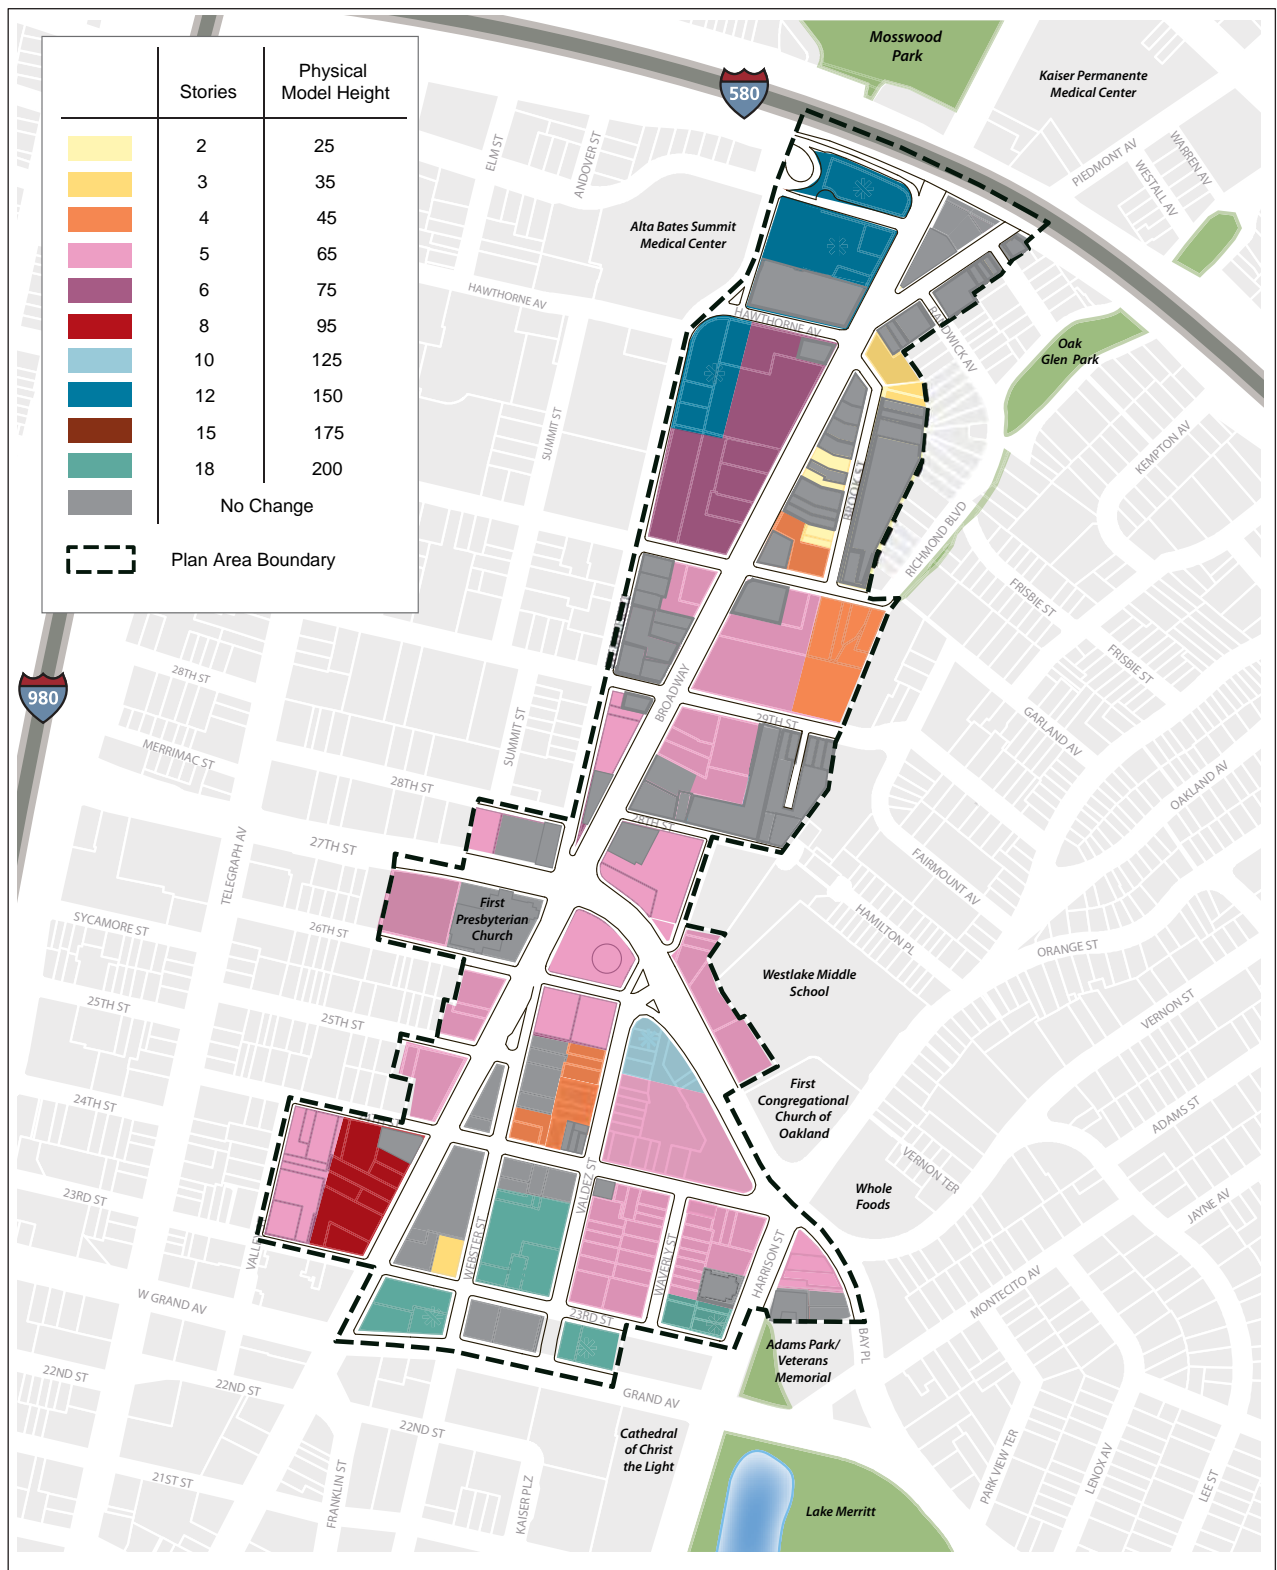 Stories
Physical
Model Height
2 25
3 35
4 45
5 65
6 75
8 95
10 125
12 150
15 175
18 200
No Change
Plan Area Boundary
580
980
Mosswood
Park
Kaiser Permanente
Medical Center
PIEDMONT AV
WARREN AV
WESTALL AV
ELM ST
ANDOVER ST
Alta Bates Summit
Medical Center
HAWTHORNE AV
HAWTHORNE AV
Oak
Glen Park
SUMMIT ST
BROOK ST
KEMPTON AV
RICHMOND BLVD
FRISBIE ST
FRISBIE ST
28TH ST
BROADWAY
29TH ST
GARLAND AV
MERRIMAC ST
SUMMIT ST
28TH ST
OAKLAND AV
28TH ST
27TH ST
TELEGRAPH AV
FAIRMOUNT AV
First
Presbyterian
Church
HAMILTON PL
SYCAMORE ST
26TH ST
ORANGE ST
Westlake Middle
School
25TH ST
25TH ST
VERNON ST
24TH ST
First
Congregational
Church of
Oakland
ADAMS ST
VERNON TER
23RD ST
VALDEZ ST
Whole
Foods
JAYNE AV
WEBSTER ST
WAVERLY ST
HARRISON ST
W GRAND AV
MONTECITO AV
23RD ST
BAY PL
Adams Park/
Veterans
Memorial
22ND ST
22ND ST
GRAND AV
22ND ST
Cathedral
of Christ
the Light
21ST ST
FRANKLIN ST
KAISER PLZ
PARK VIEW TER
LENOX AV
LEE ST
Lake Merritt